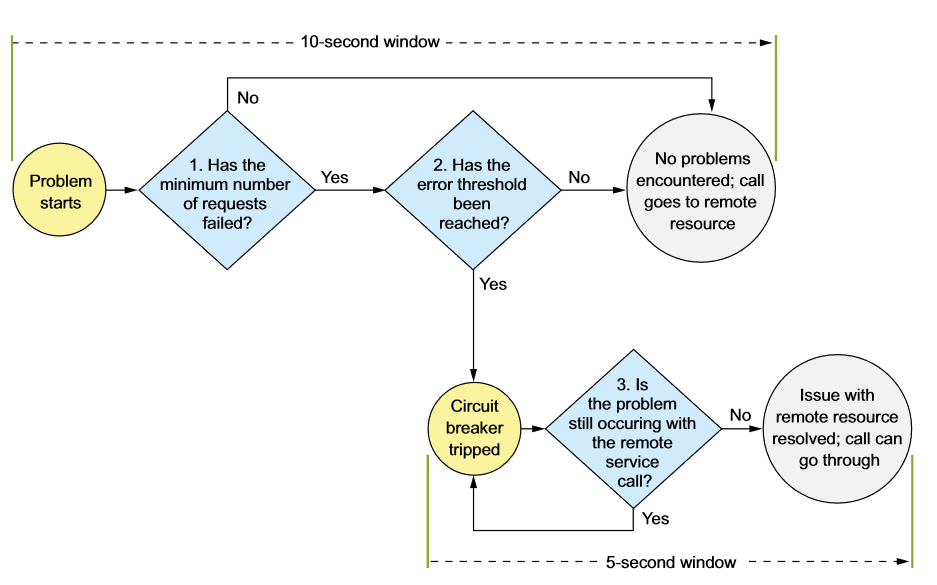 10-second window
No
Problem
starts
1. Has the
minimum number
of requests
failed?
Yes
2. Has the
error threshold
been
reached?
No
No problems
encountered; call
goes to remote
resource
Yes
Circuit
breaker
tripped
3. Is
the problem
still occuring with
the remote
service
call?
No
Issue with
remote resource
resolved; call can
go through
Yes
5-second window